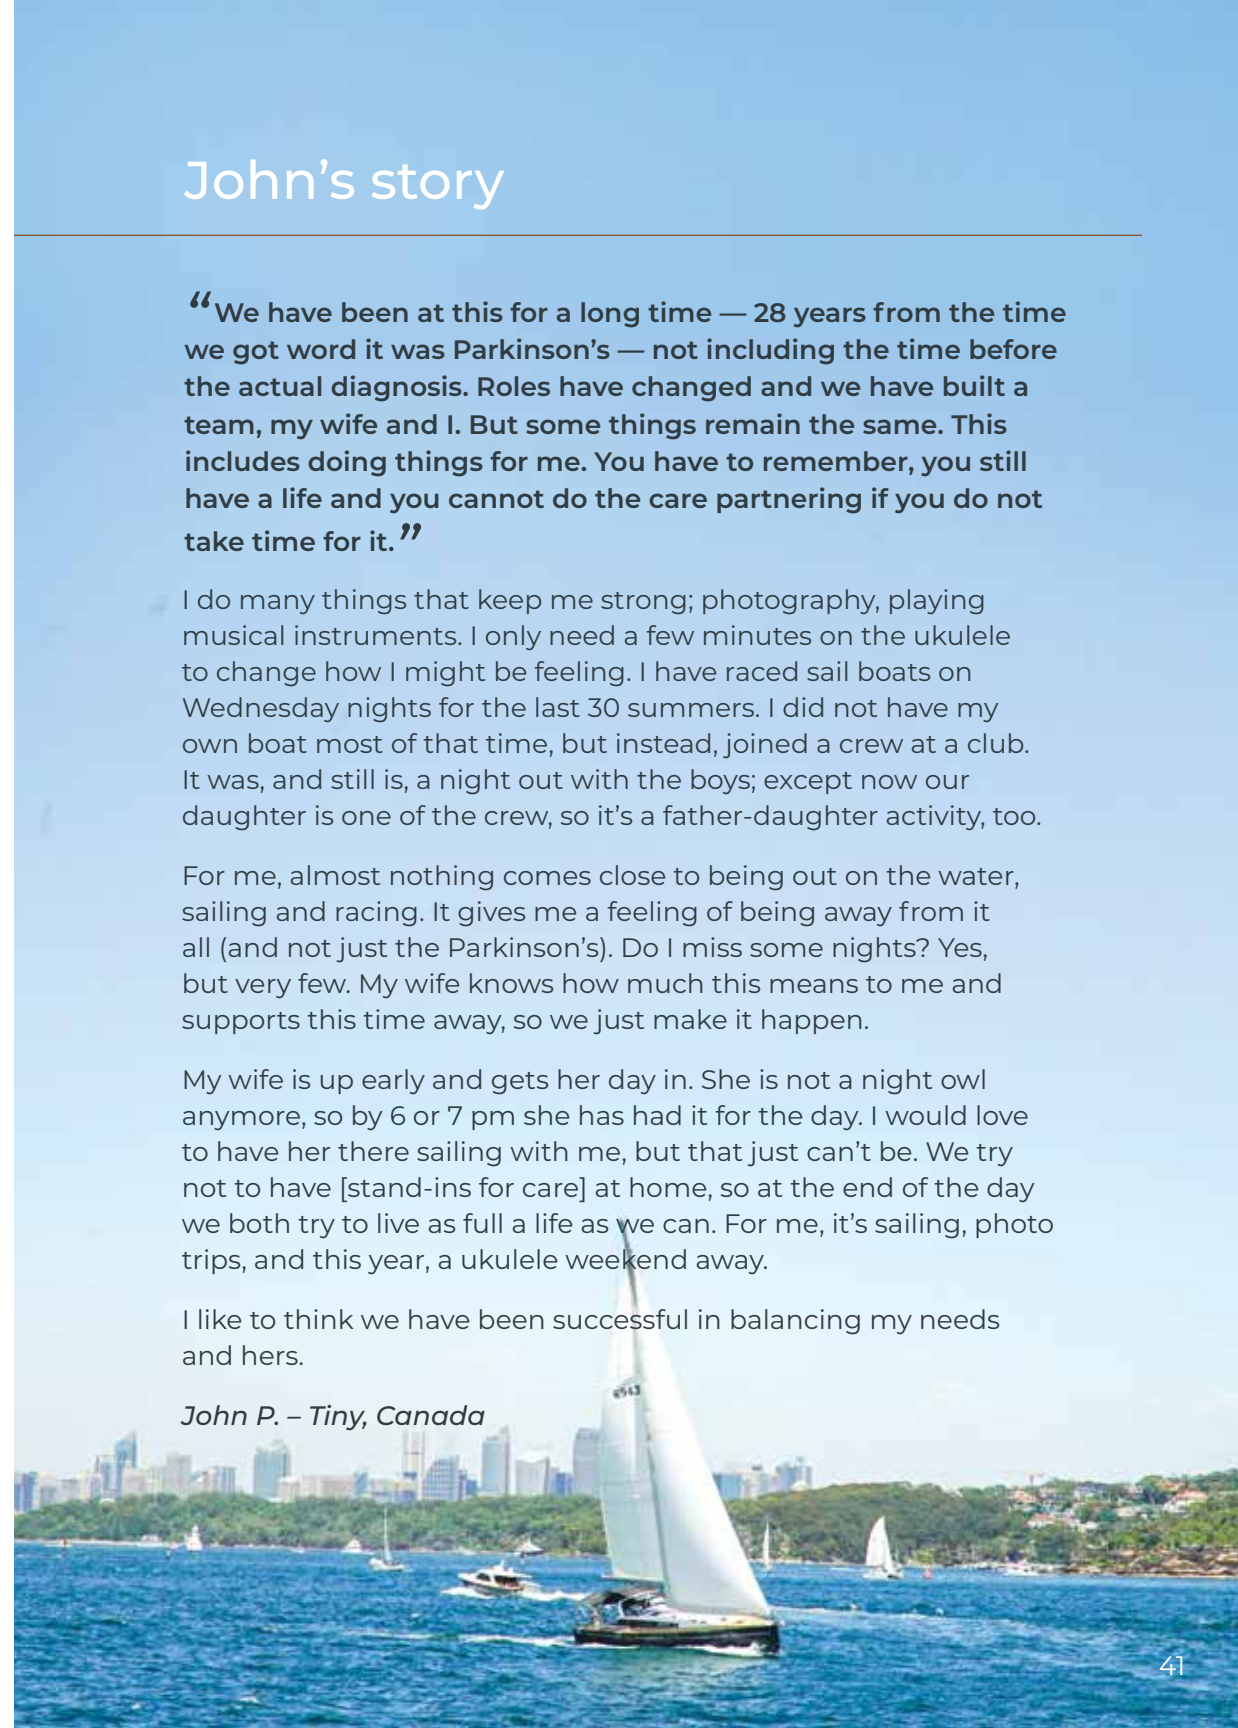 John’s story
“We have been at this for a long time — 28 years from the time
we got word it was Parkinson’s — not including the time before
the actual diagnosis. Roles have changed and we have built a
team, my wife and I. But some things remain the same. This
includes doing things for me. You have to remember, you still
have a life and you cannot do the care partnering if you do not
take time for it.”
I do many things that keep me strong; photography, playing
musical instruments. I only need a few minutes on the ukulele
to change how I might be feeling. I have raced sail boats on
Wednesday nights for the last 30 summers. I did not have my
own boat most of that time, but instead, joined a crew at a club.
It was, and still is, a night out with the boys; except now our
daughter is one of the crew, so it’s a father-daughter activity, too.
For me, almost nothing comes close to being out on the water,
sailing and racing. It gives me a feeling of being away from it
all (and not just the Parkinson’s). Do I miss some nights? Yes,
but very few. My wife knows how much this means to me and
supports this time away, so we just make it happen.
My wife is up early and gets her day in. She is not a night owl
anymore, so by 6 or 7 pm she has had it for the day. I would love
to have her there sailing with me, but that just can’t be. We try
not to have [stand-ins for care] at home, so at the end of the day
we both try to live as full a life as we can. For me, it’s sailing, photo
trips, and this year, a ukulele weekend away.
I like to think we have been successful in balancing my needs
and hers.
John P. – Tiny, Canada
41